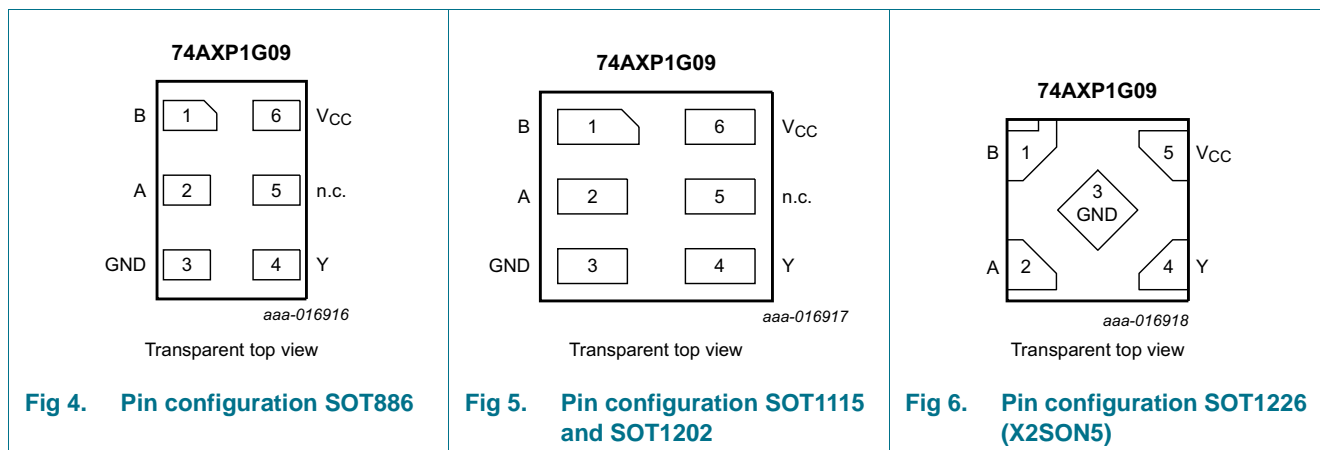 74AXP1G09
B 1 6 VCC
A 2 5 n.c.
GND 3 4 Y
aaa-016916
Transparent top view
Fig 4. Pin configuration SOT886
74AXP1G09
B 1 6 VCC
A 2 5 n.c.
GND 3 4 Y
aaa-016917
Transparent top view
Fig 5. Pin configuration SOT1115
and SOT1202
74AXP1G09
B 1 5 VCC
3
GND
A 2 4 Y
aaa-016918
Transparent top view
Fig 6. Pin configuration SOT1226
(X2SON5)